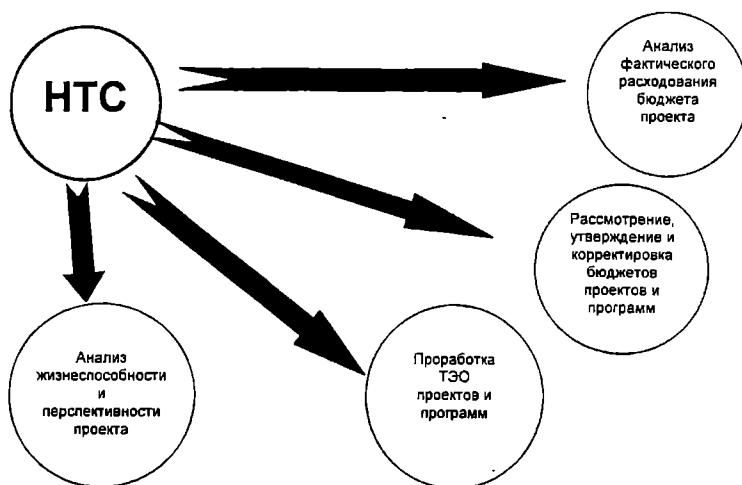 НТС
Анализ
фактического
расходования
бюджета
проекта
Рассмотрение,
утверждение и
корректировка
бюджетов
проектов и
программ
Проработка
ТЭО
проектов и
программ
Анализ
жизнеспособности
и
перспективности
проекта